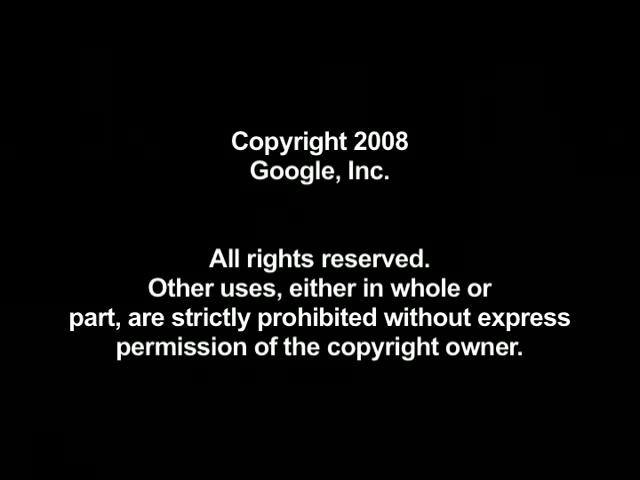 Copyright 2008
Google, Inc.
All rights reserved.
Other uses, either in whole or
part, are strictly prohibited without express
permission of the copyright owner.